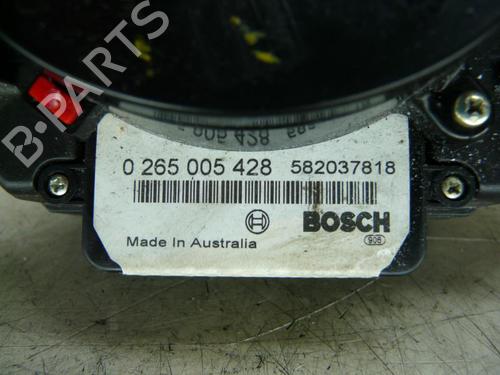 B-PARTS
0 265 005 428 582037818
BOSCH
Made In Australia
906